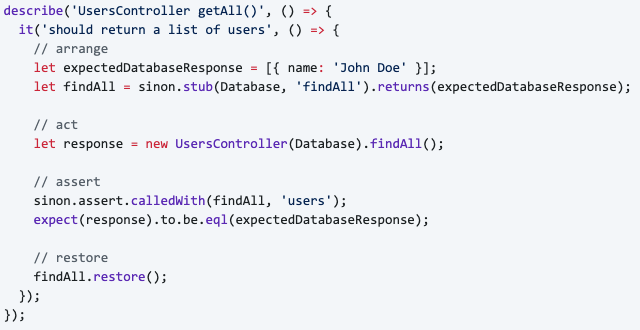 describe('UsersController getAll()', () => {
  it('should return a list of users', () => {
    // arrange
    let expectedDatabaseResponse = [{ name: 'John Doe' }];
    let findAll = sinon.stub(Database, 'findAll').returns(expectedDatabaseResponse);

    // act
    let response = new UsersController(Database).findAll();

    // assert
    sinon.assert.calledWith(findAll, 'users');
    expect(response).to.be.eql(expectedDatabaseResponse);

    // restore
    findAll.restore();
  });
});